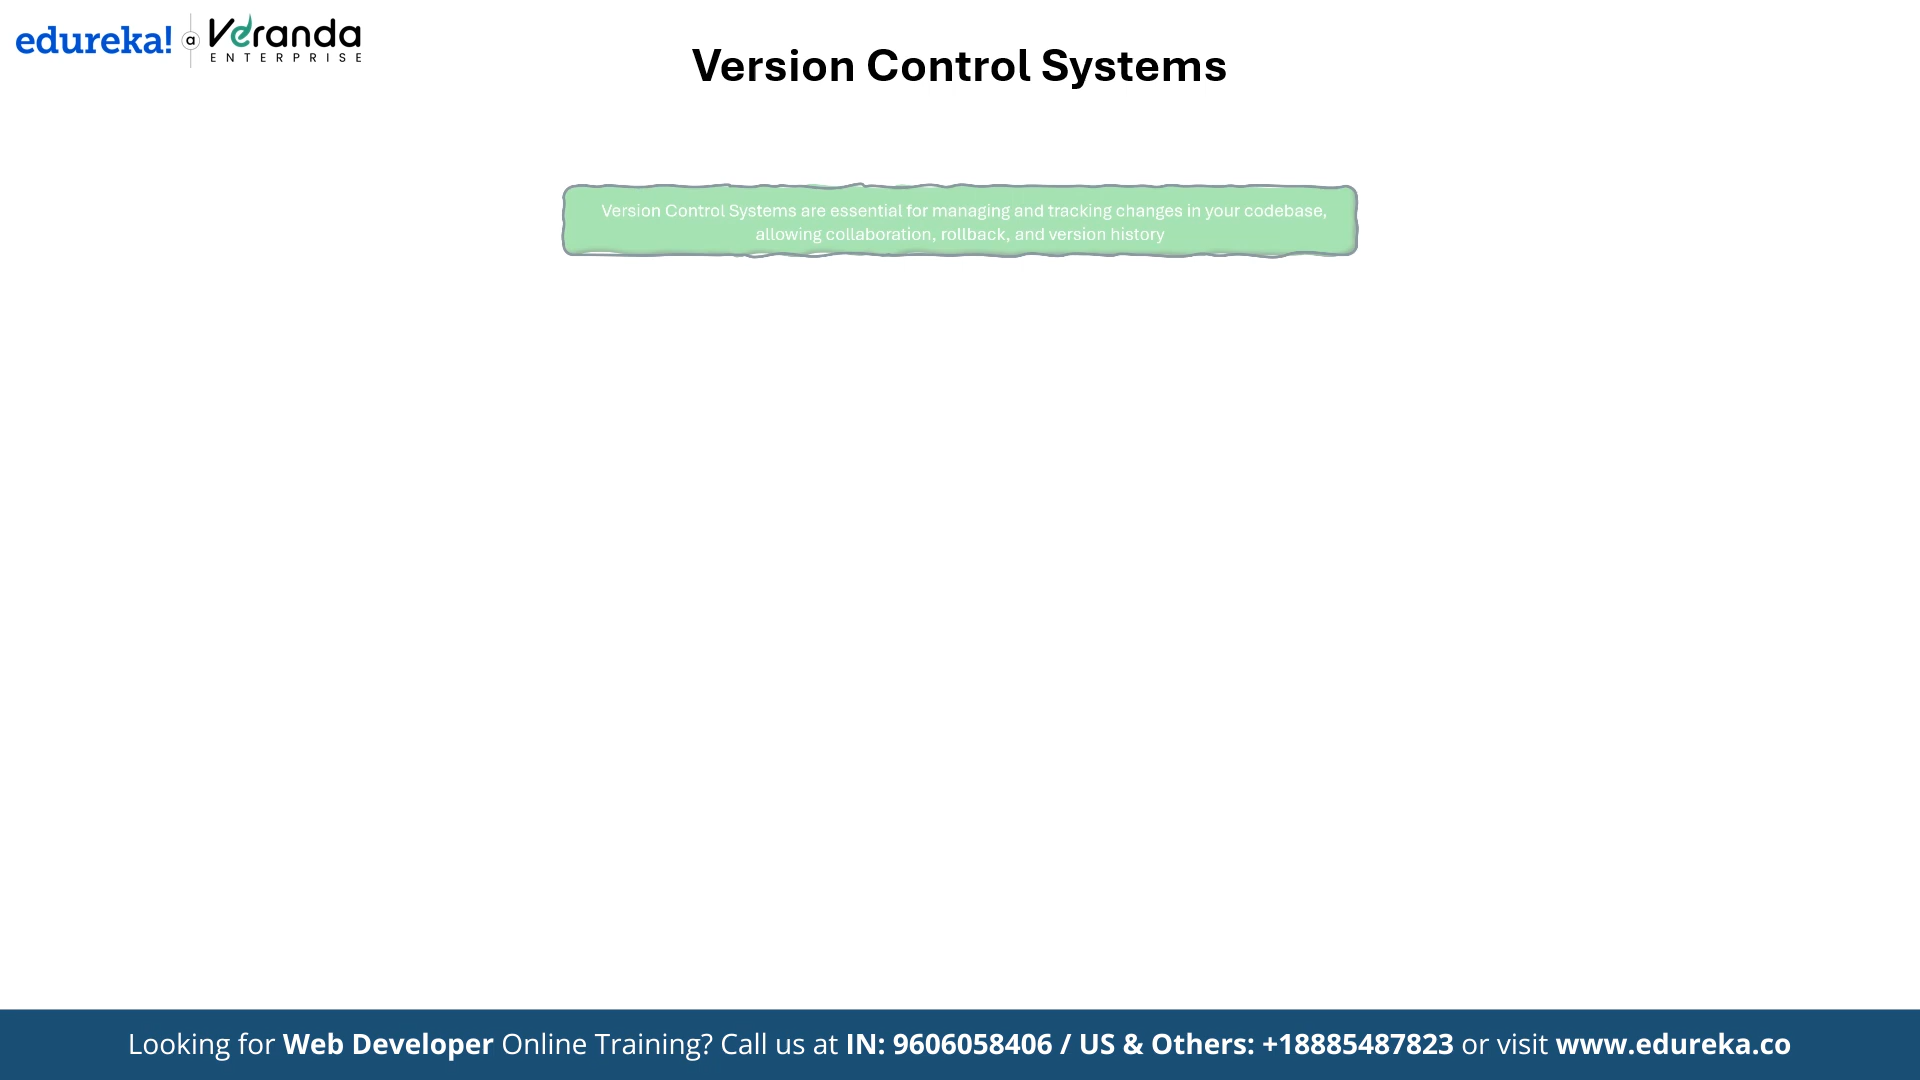 edureka! a Veranda
ENTERPRISE
Version Control Systems
Version Control Systems are essential for managing and tracking changes in your codebase,
allowing collaboration, rollback, and version history
Looking for Web Developer Online Training? Call us at IN: 9606058406 / US & Others: +18885487823 or visit www.edureka.co